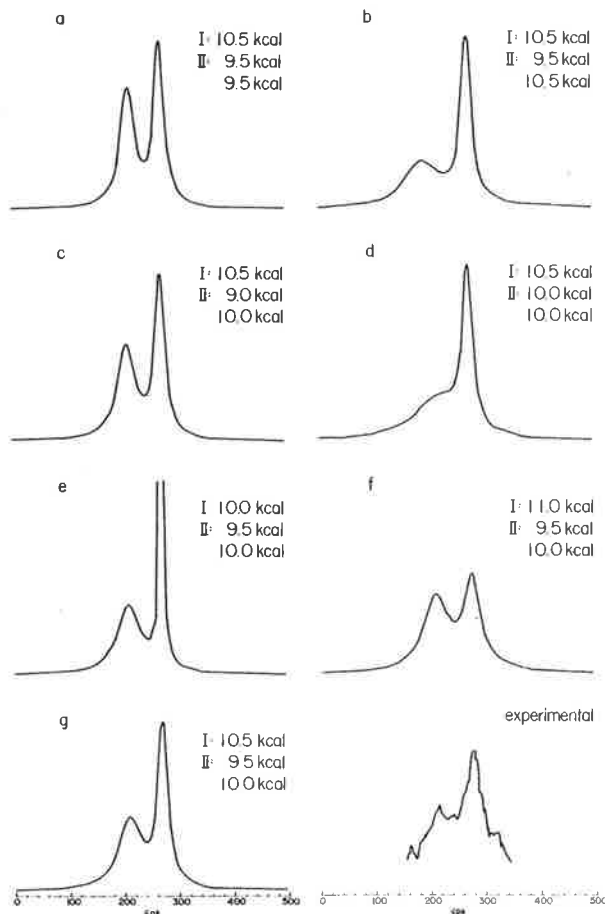 a
I= 10.5 kcal
II= 9.5 kcal
9.5 kcal
b
I= 10.5 kcal
II= 9.5 kcal
10.5 kcal
c
I= 10.5 kcal
II= 9.0 kcal
10.0 kcal
d
I= 10.5 kcal
II= 10.0 kcal
10.0 kcal
e
I 10.0 kcal
II= 9.5 kcal
10.0 kcal
f
I= 11.0 kcal
II= 9.5 kcal
10.0 kcal
g
I= 10.5 kcal
II= 9.5 kcal
10.0 kcal
experimental
0 100 200 300 400 500
0 100 200 300 400 500